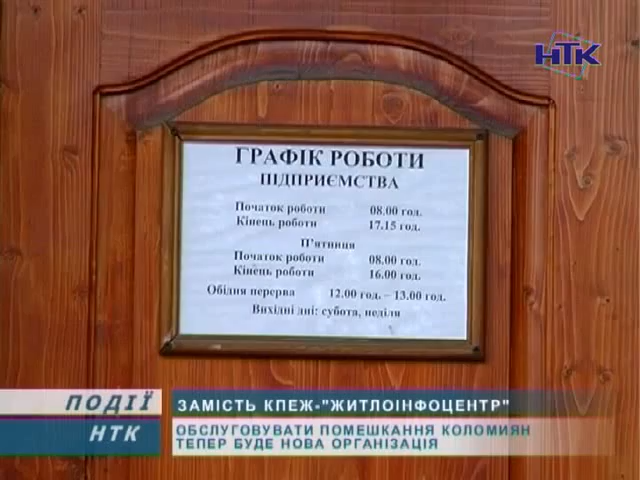 НТК
ГРАФІК РОБОТИ
ПІДПРИЄМСТВА
Початок роботи 08.00 год.
Кінець роботи 17.15 год.
П'ятниця
Початок роботи 08.00 год.
Кінець роботи 16.00 год.
Обідня перерва 12.00 год. – 13.00 год.
Вихідні дні: субота, неділя
ПОДІЇ
НТК
ЗАМІСТЬ КПЕЖ-"ЖИТЛОІНФОЦЕНТР"
ОБСЛУГОВУВАТИ ПОМЕШКАННЯ КОЛОМИЯН
ТЕПЕР БУДЕ НОВА ОРГАНІЗАЦІЯ